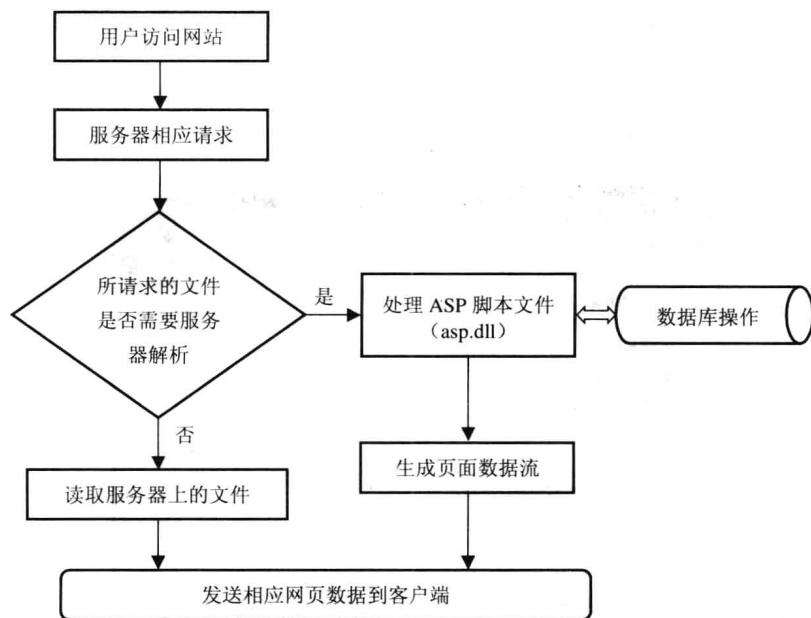 用户访问网站
服务器相应请求
所请求的文件
是否需要服务
器解析
是
处理 ASP 脚本文件
（asp.dll）
数据库操作
否
读取服务器上的文件
生成页面数据流
发送相应网页数据到客户端